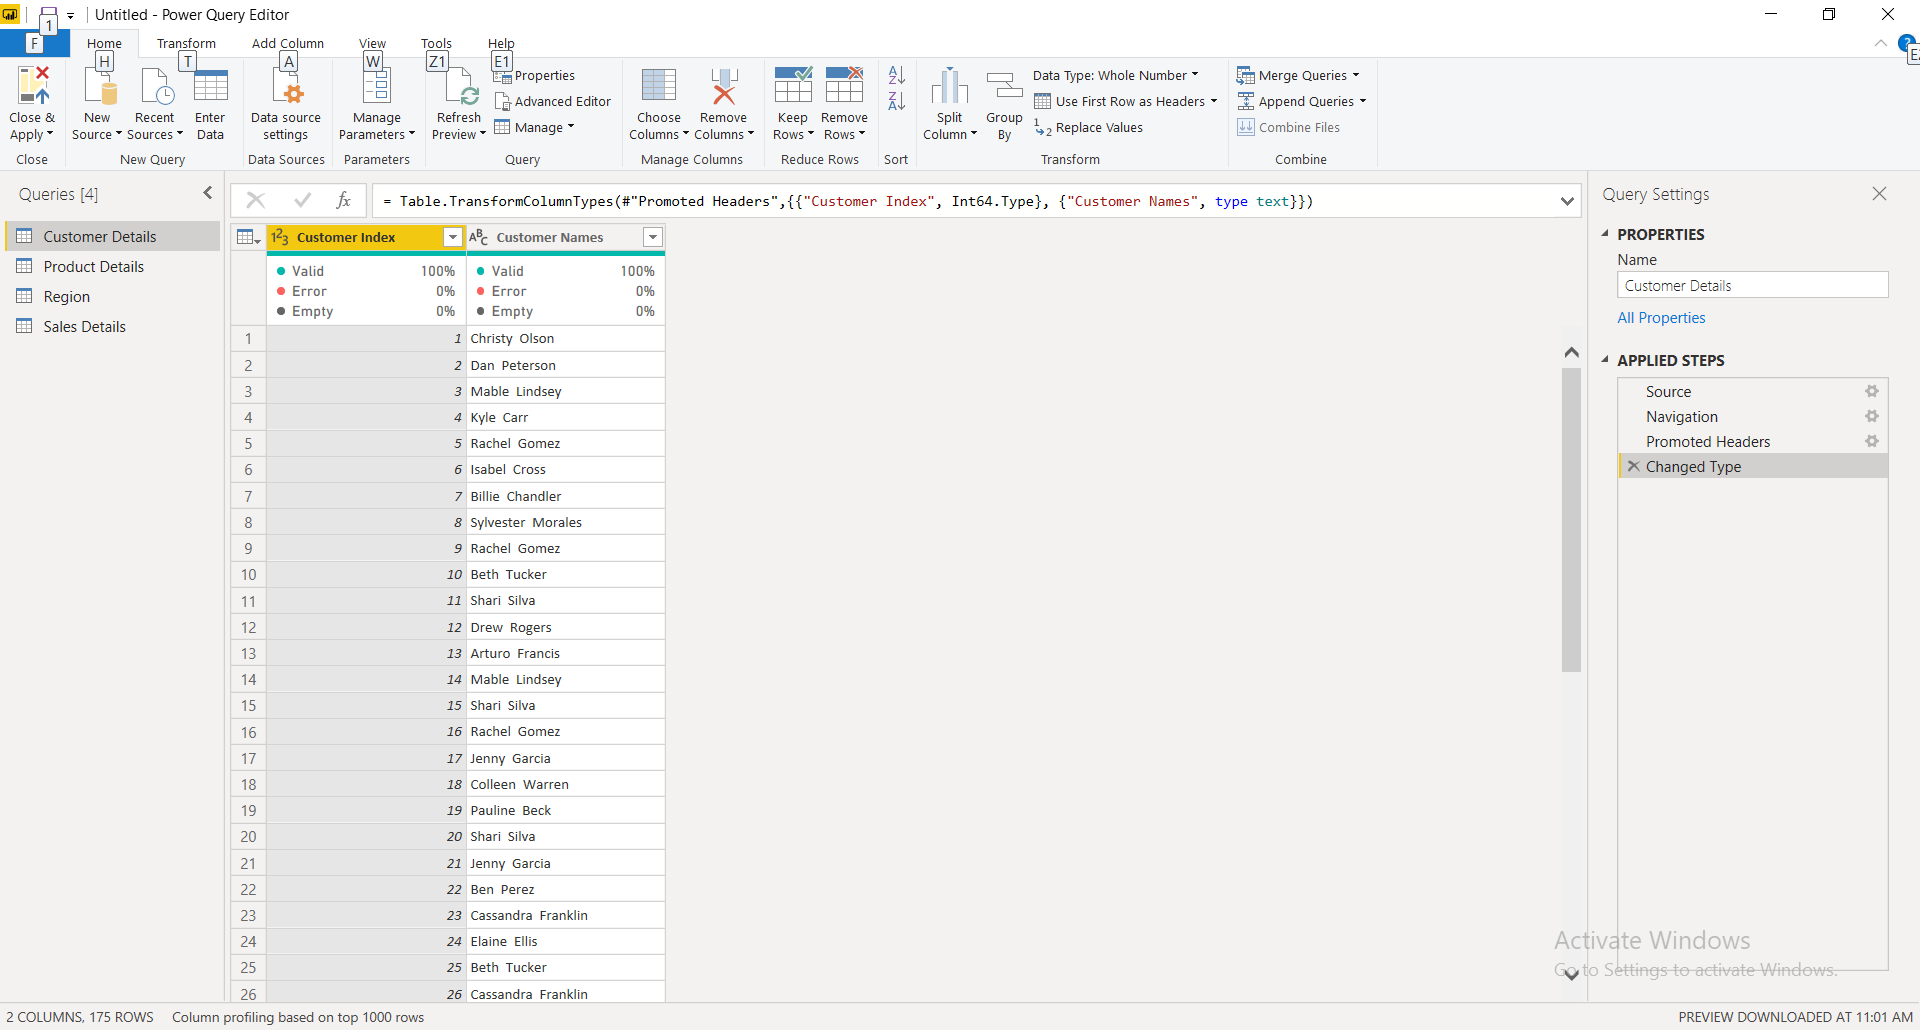 Untitled - Power Query Editor
1
F
Home
Transform
Add Column
View
Tools
Help
H
T
A
W
Z1
E1
?
Close &
Apply
Close
New
Source
Recent
Sources
Enter
Data
New Query
Data source
settings
Data Sources
Manage
Parameters
Parameters
Refresh
Preview
Properties
Advanced Editor
Manage
Query
Choose
Columns
Remove
Columns
Manage Columns
Keep
Rows
Remove
Rows
Reduce Rows
Sort
Split
Column
Group
By
Data Type: Whole Number
Use First Row as Headers
Replace Values
Transform
Merge Queries
Append Queries
Combine Files
Combine
Queries [4]
Customer Details
Product Details
Region
Sales Details
fx
= Table.TransformColumnTypes(#"Promoted Headers",{{"Customer Index", Int64.Type}, {"Customer Names", type text}})
Customer Index
Customer Names
Valid 100%
Error 0%
Empty 0%
Valid 100%
Error 0%
Empty 0%
1 1 Christy Olson
2 2 Dan Peterson
3 3 Mable Lindsey
4 4 Kyle Carr
5 5 Rachel Gomez
6 6 Isabel Cross
7 7 Billie Chandler
8 8 Sylvester Morales
9 9 Rachel Gomez
10 10 Beth Tucker
11 11 Shari Silva
12 12 Drew Rogers
13 13 Arturo Francis
14 14 Mable Lindsey
15 15 Shari Silva
16 16 Rachel Gomez
17 17 Jenny Garcia
18 18 Colleen Warren
19 19 Pauline Beck
20 20 Shari Silva
21 21 Jenny Garcia
22 22 Ben Perez
23 23 Cassandra Franklin
24 24 Elaine Ellis
25 25 Beth Tucker
26 26 Cassandra Franklin
Query Settings
PROPERTIES
Name
Customer Details
All Properties
APPLIED STEPS
Source
Navigation
Promoted Headers
Changed Type
Activate Windows
Go to Settings to activate Windows.
2 COLUMNS, 175 ROWS
Column profiling based on top 1000 rows
PREVIEW DOWNLOADED AT 11:01 AM